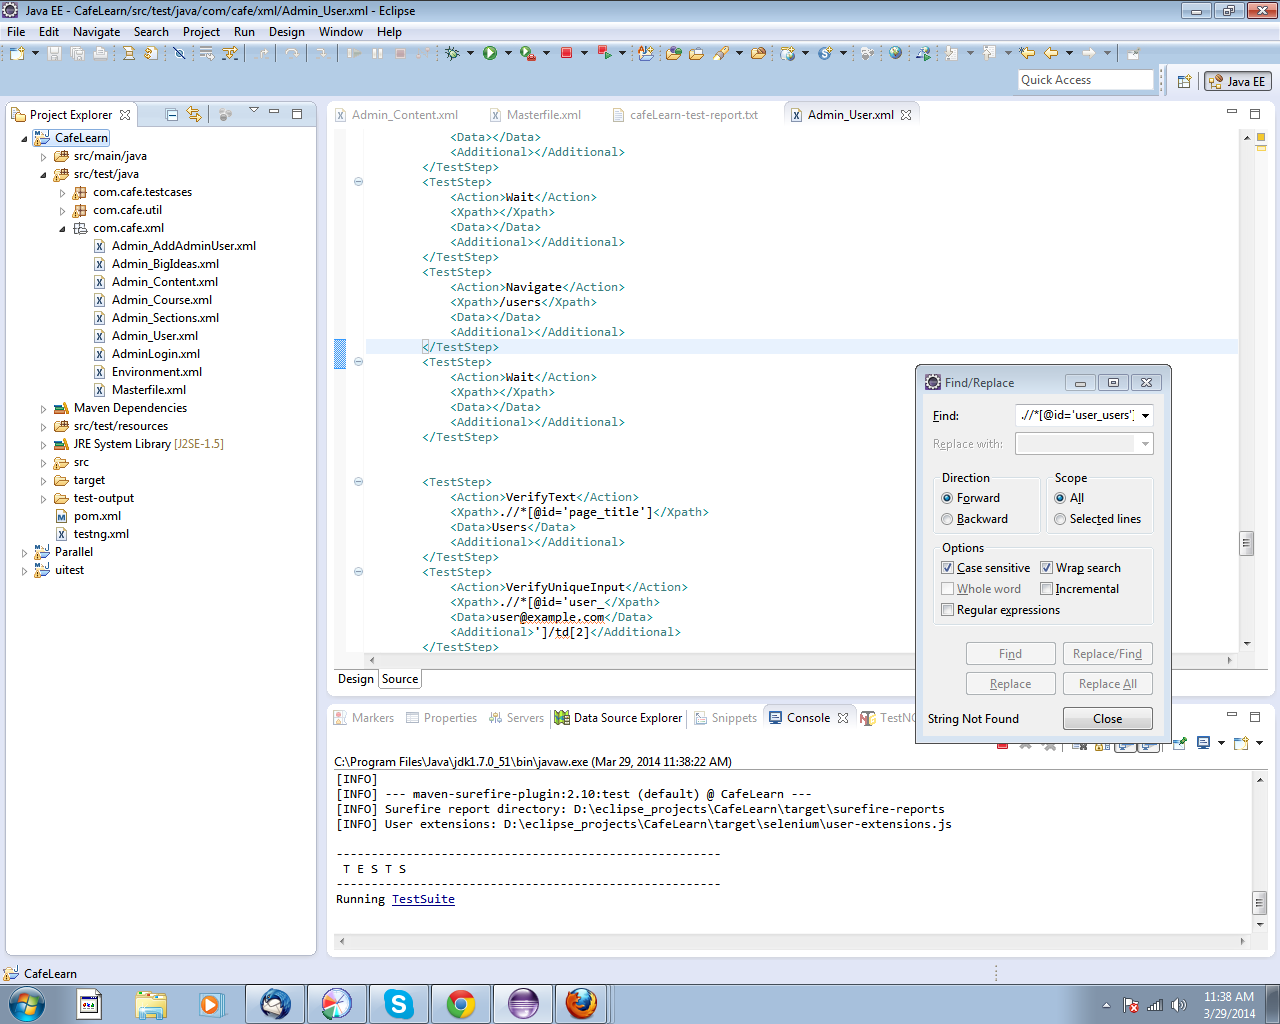 Java EE - CafeLearn/src/test/java/com/cafe/xml/Admin_User.xml - Eclipse
File Edit Navigate Search Project Run Design Window Help
Quick Access
Java EE
Project Explorer
CafeLearn
src/main/java
src/test/java
com.cafe.testcases
com.cafe.util
com.cafe.xml
Admin_AddAdminUser.xml
Admin_BigIdeas.xml
Admin_Content.xml
Admin_Course.xml
Admin_Sections.xml
Admin_User.xml
AdminLogin.xml
Environment.xml
Masterfile.xml
Maven Dependencies
src/test/resources
JRE System Library [J2SE-1.5]
src
target
test-output
pom.xml
testng.xml
Parallel
uitest
Admin_Content.xml Masterfile.xml cafeLearn-test-report.txt Admin_User.xml
<Data></Data>
<Additional></Additional>
</TestStep>
<TestStep>
<Action>Wait</Action>
<Xpath></Xpath>
<Data></Data>
<Additional></Additional>
</TestStep>
<TestStep>
<Action>Navigate</Action>
<Xpath>/users</Xpath>
<Data></Data>
<Additional></Additional>
</TestStep>
<TestStep>
<Action>Wait</Action>
<Xpath></Xpath>
<Data></Data>
<Additional></Additional>
</TestStep>
<TestStep>
<Action>VerifyText</Action>
<Xpath>.//*[@id='page_title']</Xpath>
<Data>Users</Data>
<Additional></Additional>
</TestStep>
<TestStep>
<Action>VerifyUniqueInput</Action>
<Xpath>.//*[@id='user_</Xpath>
<Data>user@example.com</Data>
<Additional>']/td[2]</Additional>
</TestStep>
Design Source
Find/Replace
Find: .//*[@id='user_users']
Replace with:
Direction
Forward
Backward
Scope
All
Selected lines
Options
Case sensitive Wrap search
Whole word Incremental
Regular expressions
Find Replace/Find
Replace Replace All
String Not Found Close
Markers Properties Servers Data Source Explorer Snippets Console TestNG
C:\Program Files\Java\jdk1.7.0_51\bin\javaw.exe (Mar 29, 2014 11:38:22 AM)
[INFO]
[INFO] --- maven-surefire-plugin:2.10:test (default) @ CafeLearn ---
[INFO] Surefire report directory: D:\eclipse_projects\CafeLearn\target\surefire-reports
[INFO] User extensions: D:\eclipse_projects\CafeLearn\target\selenium\user-extensions.js
-------------------------------------------------------
T E S T S
-------------------------------------------------------
Running TestSuite
CafeLearn
11:38 AM
3/29/2014